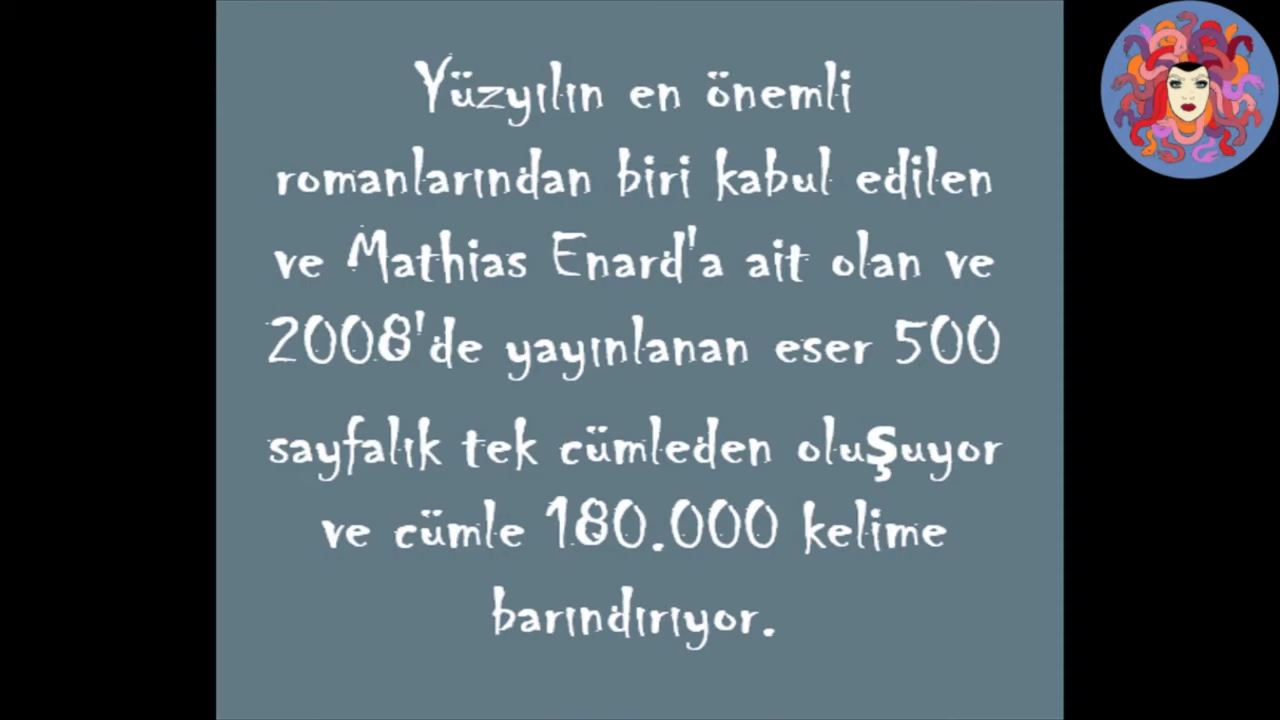 Yüzyılın en önemli
romanlarından biri kabul edilen
ve Mathias Enard'a ait olan ve
2008'de yayınlanan eser 500
sayfalık tek cümleden oluşuyor
ve cümle 180.000 kelime
barındırıyor.